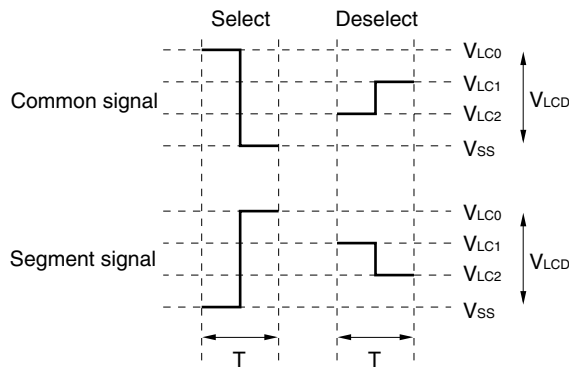 Select Deselect
VLC0
VLC1
Common signal VLCD
VLC2
VSS
VLC0
VLC1
Segment signal VLCD
VLC2
VSS
T T